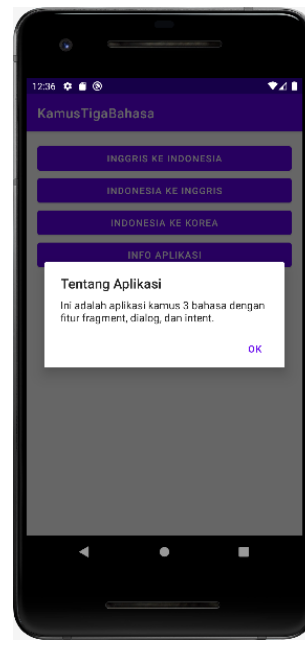 12:36
KamusTigaBahasa
INGGRIS KE INDONESIA
INDONESIA KE INGGRIS
INDONESIA KE KOREA
INFO APLIKASI
Tentang Aplikasi
Ini adalah aplikasi kamus 3 bahasa dengan
fitur fragment, dialog, dan intent.
OK